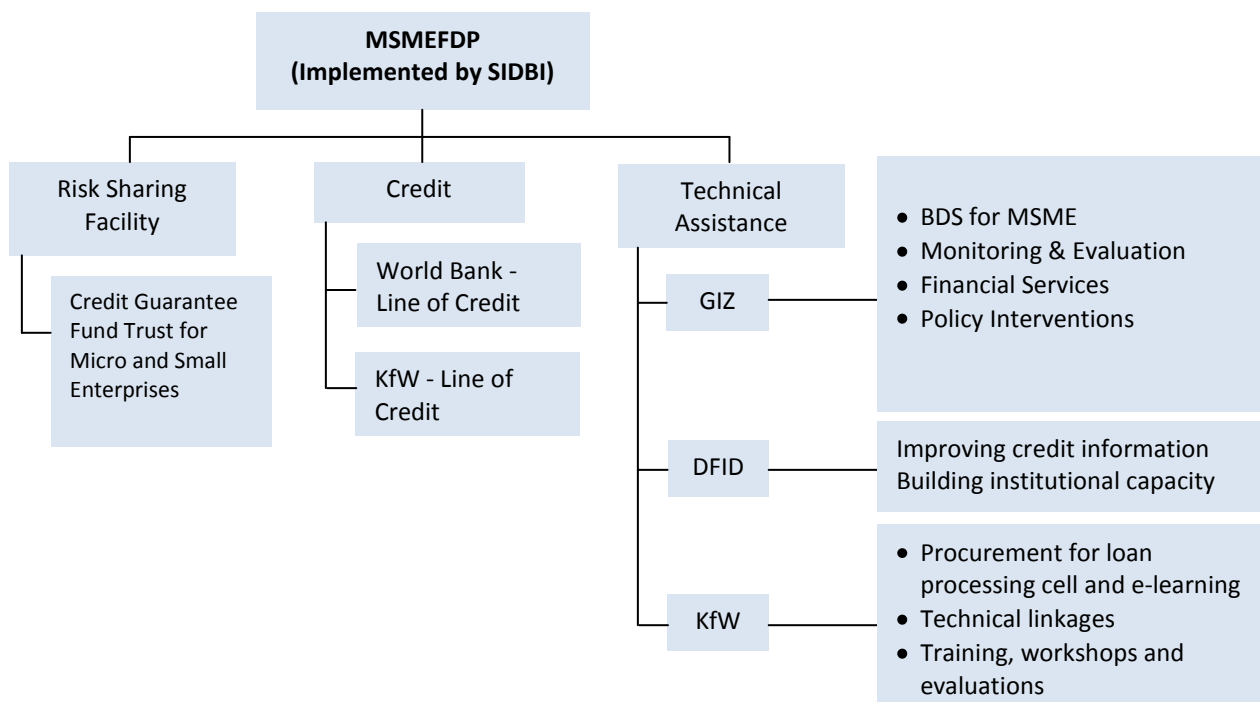 MSMEFDP
(Implemented by SIDBI)
Risk Sharing
Facility
Credit Guarantee
Fund Trust for
Micro and Small
Enterprises
Credit
World Bank -
Line of Credit
KfW - Line of
Credit
Technical
Assistance
GIZ
• BDS for MSME
• Monitoring & Evaluation
• Financial Services
• Policy Interventions
DFID
Improving credit information
Building institutional capacity
KfW
• Procurement for loan
processing cell and e-learning
• Technical linkages
• Training, workshops and
evaluations